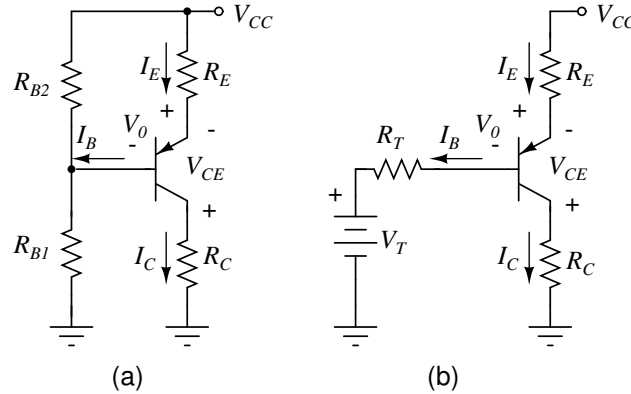 V_CC
I_E
R_E
R_B2
+
-
V_0
I_B
-
V_CE
+
R_B1
I_C
R_C
(a)
V_CC
I_E
R_E
+
-
V_0
I_B
R_T
-
V_CE
+
+
V_T
I_C
R_C
(b)